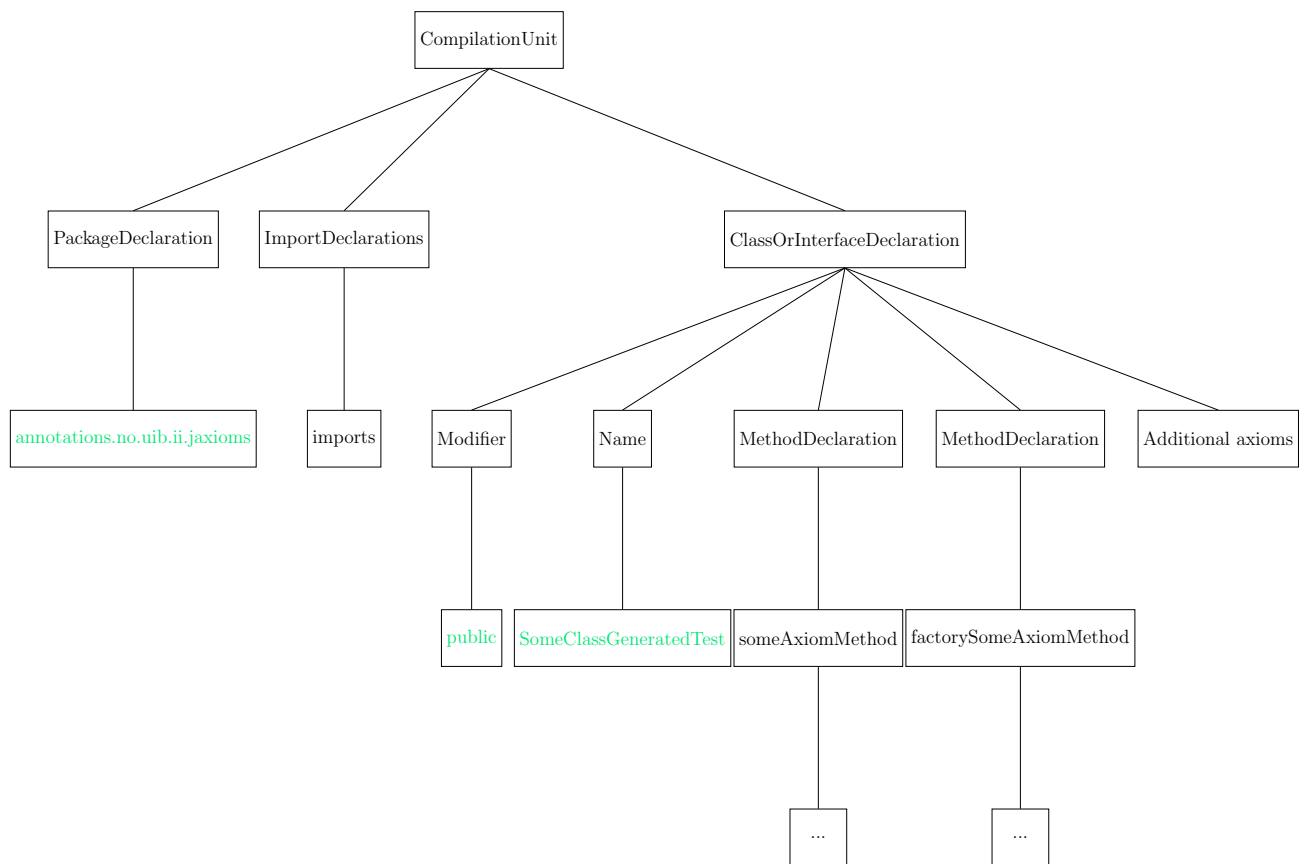 CompilationUnit
PackageDeclaration
ImportDeclarations
ClassOrInterfaceDeclaration
annotations.no.uib.ii.jaxioms
imports
Modifier
Name
MethodDeclaration
MethodDeclaration
Additional axioms
public
SomeClassGeneratedTest
someAxiomMethod
factorySomeAxiomMethod
...
...